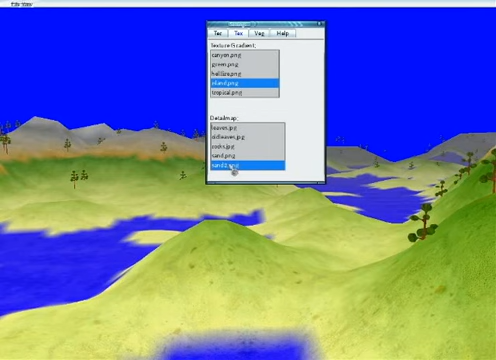 Edit View
Ter Tex Veg Help
Texture Gradient:
canyon.png
green.png
hellfire.png
island.png
tropical.png
Detailmap:
leaves.jpg
oldleaves.jpg
rocks.jpg
sand.png
sand2.png